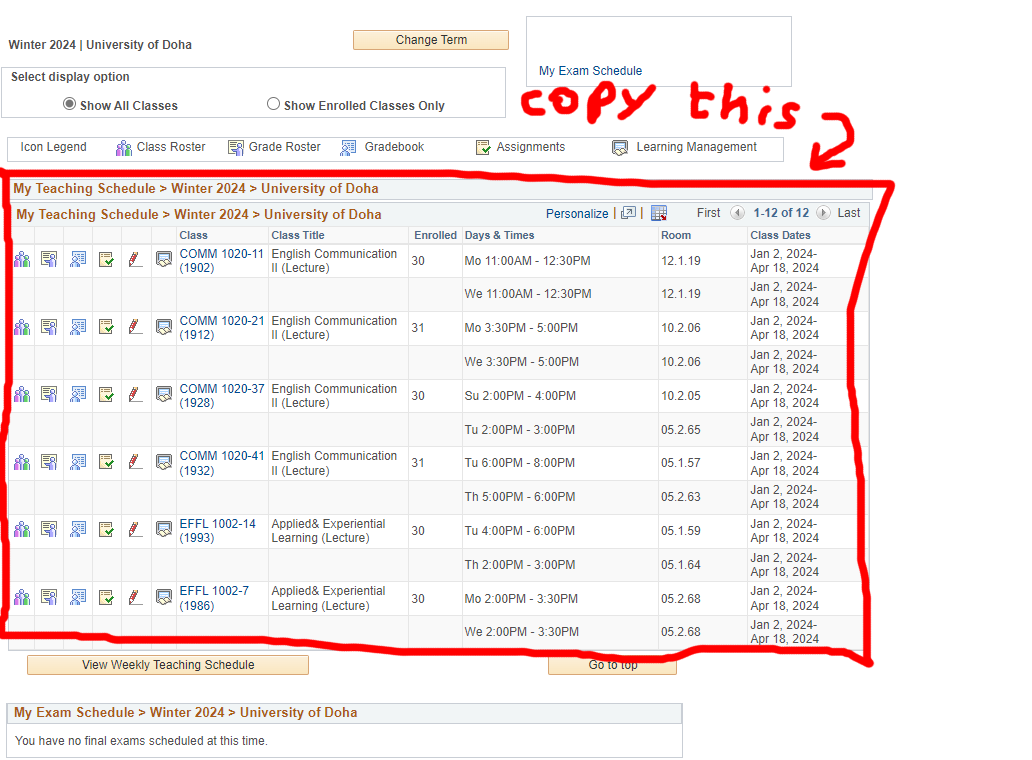 Winter 2024 | University of Doha
Change Term
My Exam Schedule
Select display option
Show All Classes Show Enrolled Classes Only
copy this
Icon Legend Class Roster Grade Roster Gradebook Assignments Learning Management
My Teaching Schedule > Winter 2024 > University of Doha
My Teaching Schedule > Winter 2024 > University of Doha Personalize | | First 1-12 of 12 Last
Class Class Title Enrolled Days & Times Room Class Dates
COMM 1020-11 English Communication Jan 2, 2024-
(1902) II (Lecture) 30 Mo 11:00AM - 12:30PM 12.1.19 Apr 18, 2024
We 11:00AM - 12:30PM 12.1.19 Jan 2, 2024-
Apr 18, 2024
COMM 1020-21 English Communication Jan 2, 2024-
(1912) II (Lecture) 31 Mo 3:30PM - 5:00PM 10.2.06 Apr 18, 2024
We 3:30PM - 5:00PM 10.2.06 Jan 2, 2024-
Apr 18, 2024
COMM 1020-37 English Communication Jan 2, 2024-
(1928) II (Lecture) 30 Su 2:00PM - 4:00PM 10.2.05 Apr 18, 2024
Tu 2:00PM - 3:00PM 05.2.65 Jan 2, 2024-
Apr 18, 2024
COMM 1020-41 English Communication Jan 2, 2024-
(1932) II (Lecture) 31 Tu 6:00PM - 8:00PM 05.1.57 Apr 18, 2024
Th 5:00PM - 6:00PM 05.2.63 Jan 2, 2024-
Apr 18, 2024
EFFL 1002-14 Applied& Experiential Jan 2, 2024-
(1993) Learning (Lecture) 30 Tu 4:00PM - 6:00PM 05.1.59 Apr 18, 2024
Th 2:00PM - 3:00PM 05.1.64 Jan 2, 2024-
Apr 18, 2024
EFFL 1002-7 Applied& Experiential Jan 2, 2024-
(1986) Learning (Lecture) 30 Mo 2:00PM - 3:30PM 05.2.68 Apr 18, 2024
We 2:00PM - 3:30PM 05.2.68 Jan 2, 2024-
Apr 18, 2024
View Weekly Teaching Schedule Go to top
My Exam Schedule > Winter 2024 > University of Doha
You have no final exams scheduled at this time.